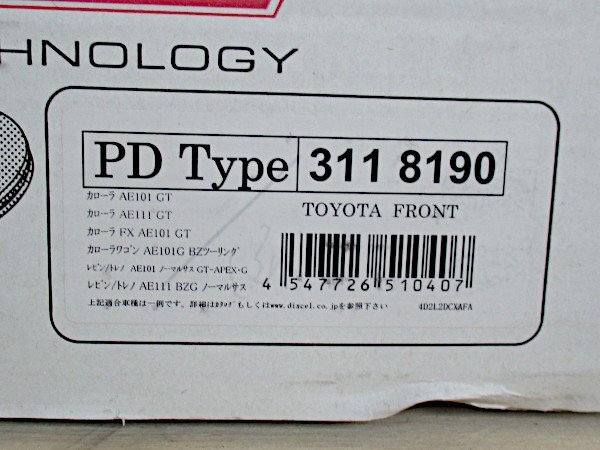 HNOLOGY
PD Type 311 8190
TOYOTA FRONT
カローラ AE101 GT
カローラ AE111 GT
カローラ FX AE101 GT
カローラワゴン AE101G BZツーリング
レビン/トレノ AE101 ノーマルサス GT-APEX・G
レビン/トレノ AE111 BZG ノーマルサス
4 547726 510407
上記適合車種は一例です。詳細はカタログもしくはwww.dixcel.co.jpを参照下さい
4D2L2DCXAFA